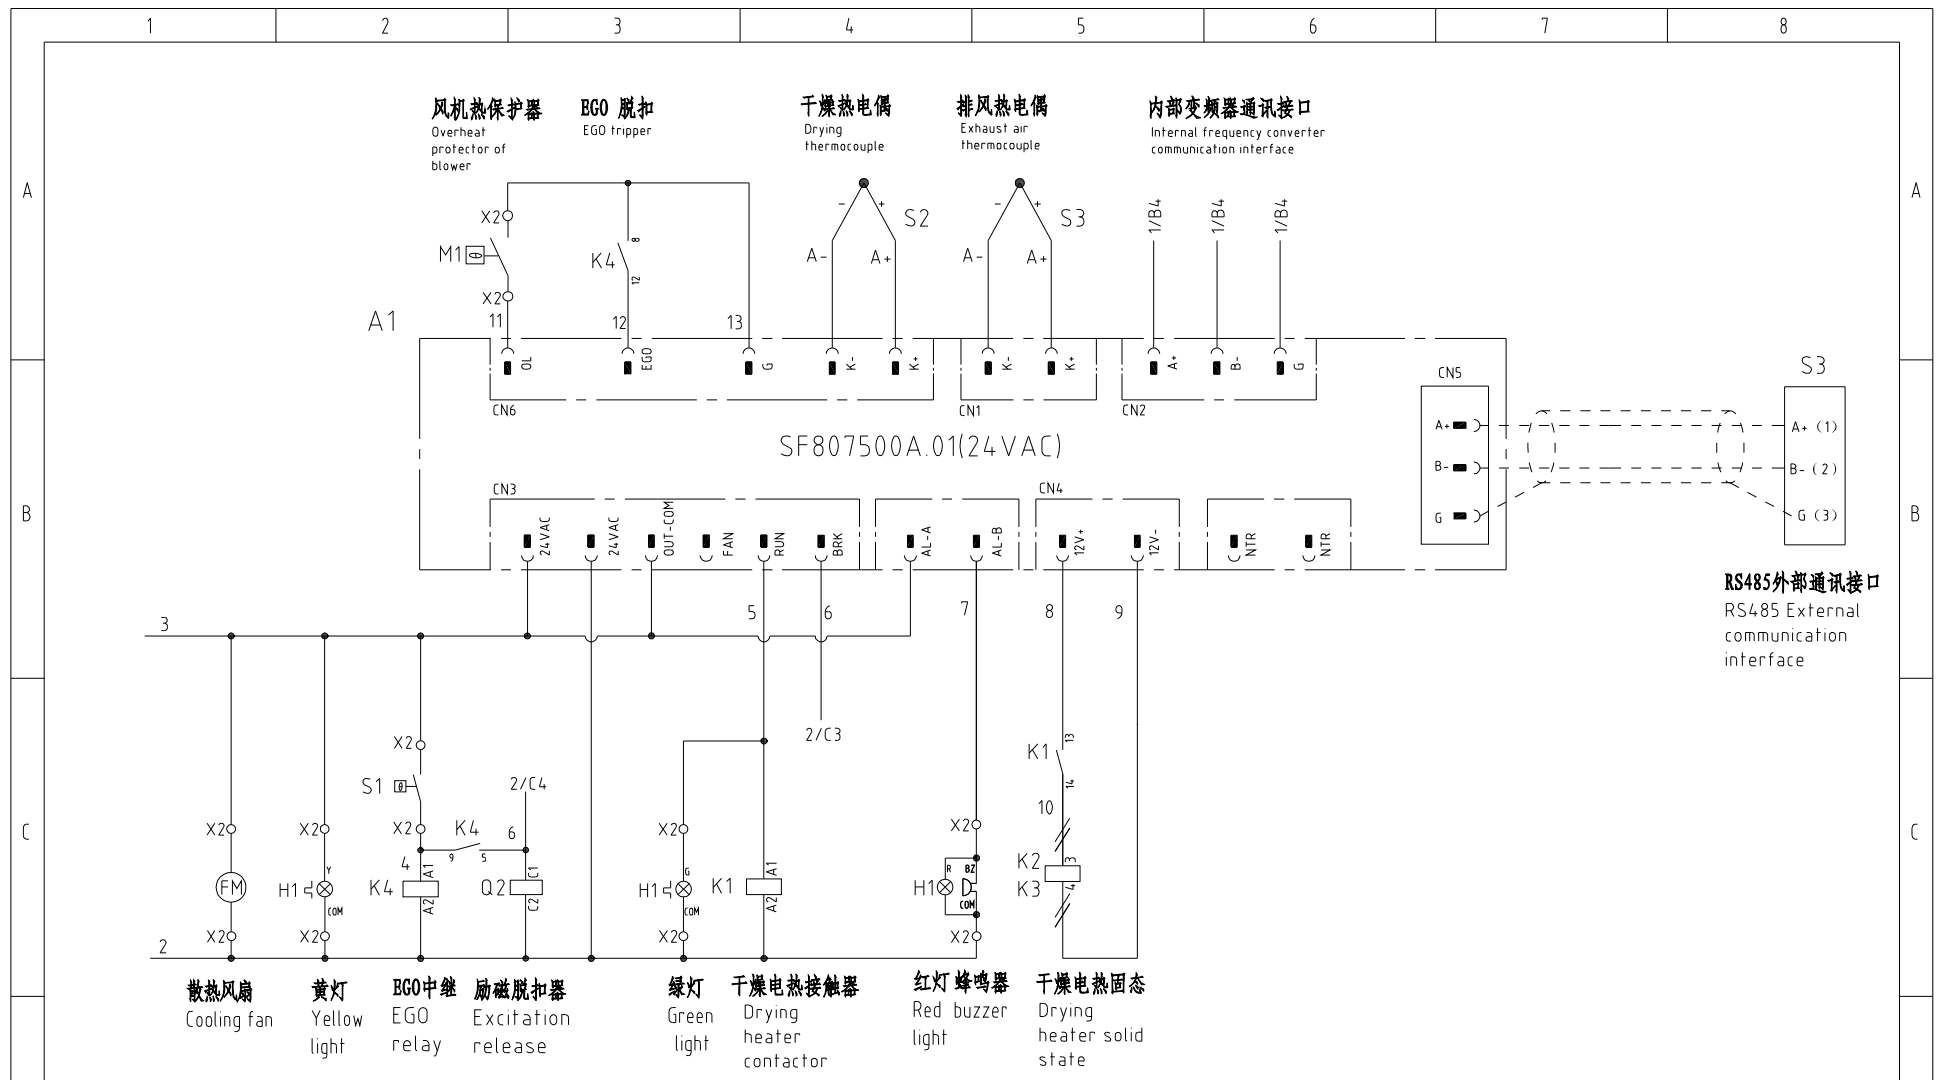 1 2 3 4 5 6 7 8
风机热保护器
Overheat
protector of
blower
EGO 脱扣
EGO tripper
干燥热电偶
Drying
thermocouple
排风热电偶
Exhaust air
thermocouple
内部变频器通讯接口
Internal frequency converter
communication interface
A
A
X2
M1 θ
X2
K4
8
12
- +
S2
A- A+
- +
S3
A- A+
1/B4
1/B4
1/B4
A1
11 12 13
OL
EGO
G
K-
K+
K-
K+
A+
B-
G
CN6
CN1
CN2
SF807500A.01(24VAC)
CN5
A+
B-
G
S3
A+ (1)
B- (2)
G (3)
RS485外部通讯接口
RS485 External
communication
interface
B
B
CN3
CN4
24VAC
24VAC
OUT-COM
FAN
RUN
BRK
AL-A
AL-B
12V+
12V-
NTR
NTR
3
5 6 7 8 9
2/C3
C
C
X2
S1 θ
X2
2/C4
K4
9 5
6
4
X2
FM
X2
X2
Y
H1
COM
X2
K4
A1
A2
Q2
C1
C2
X2
G
H1
COM
X2
K1
A1
A2
X2
R BZ
H1
COM
X2
K1
13
14
10
K2
K3
3
4
2
散热风扇
Cooling fan
黄灯
Yellow
light
EGO中继
EGO
relay
励磁脱扣器
Excitation
release
绿灯
Green
light
干燥电热接触器
Drying
heater
contactor
红灯 蜂鸣器
Red buzzer
light
干燥电热固态
Drying
heater solid
state